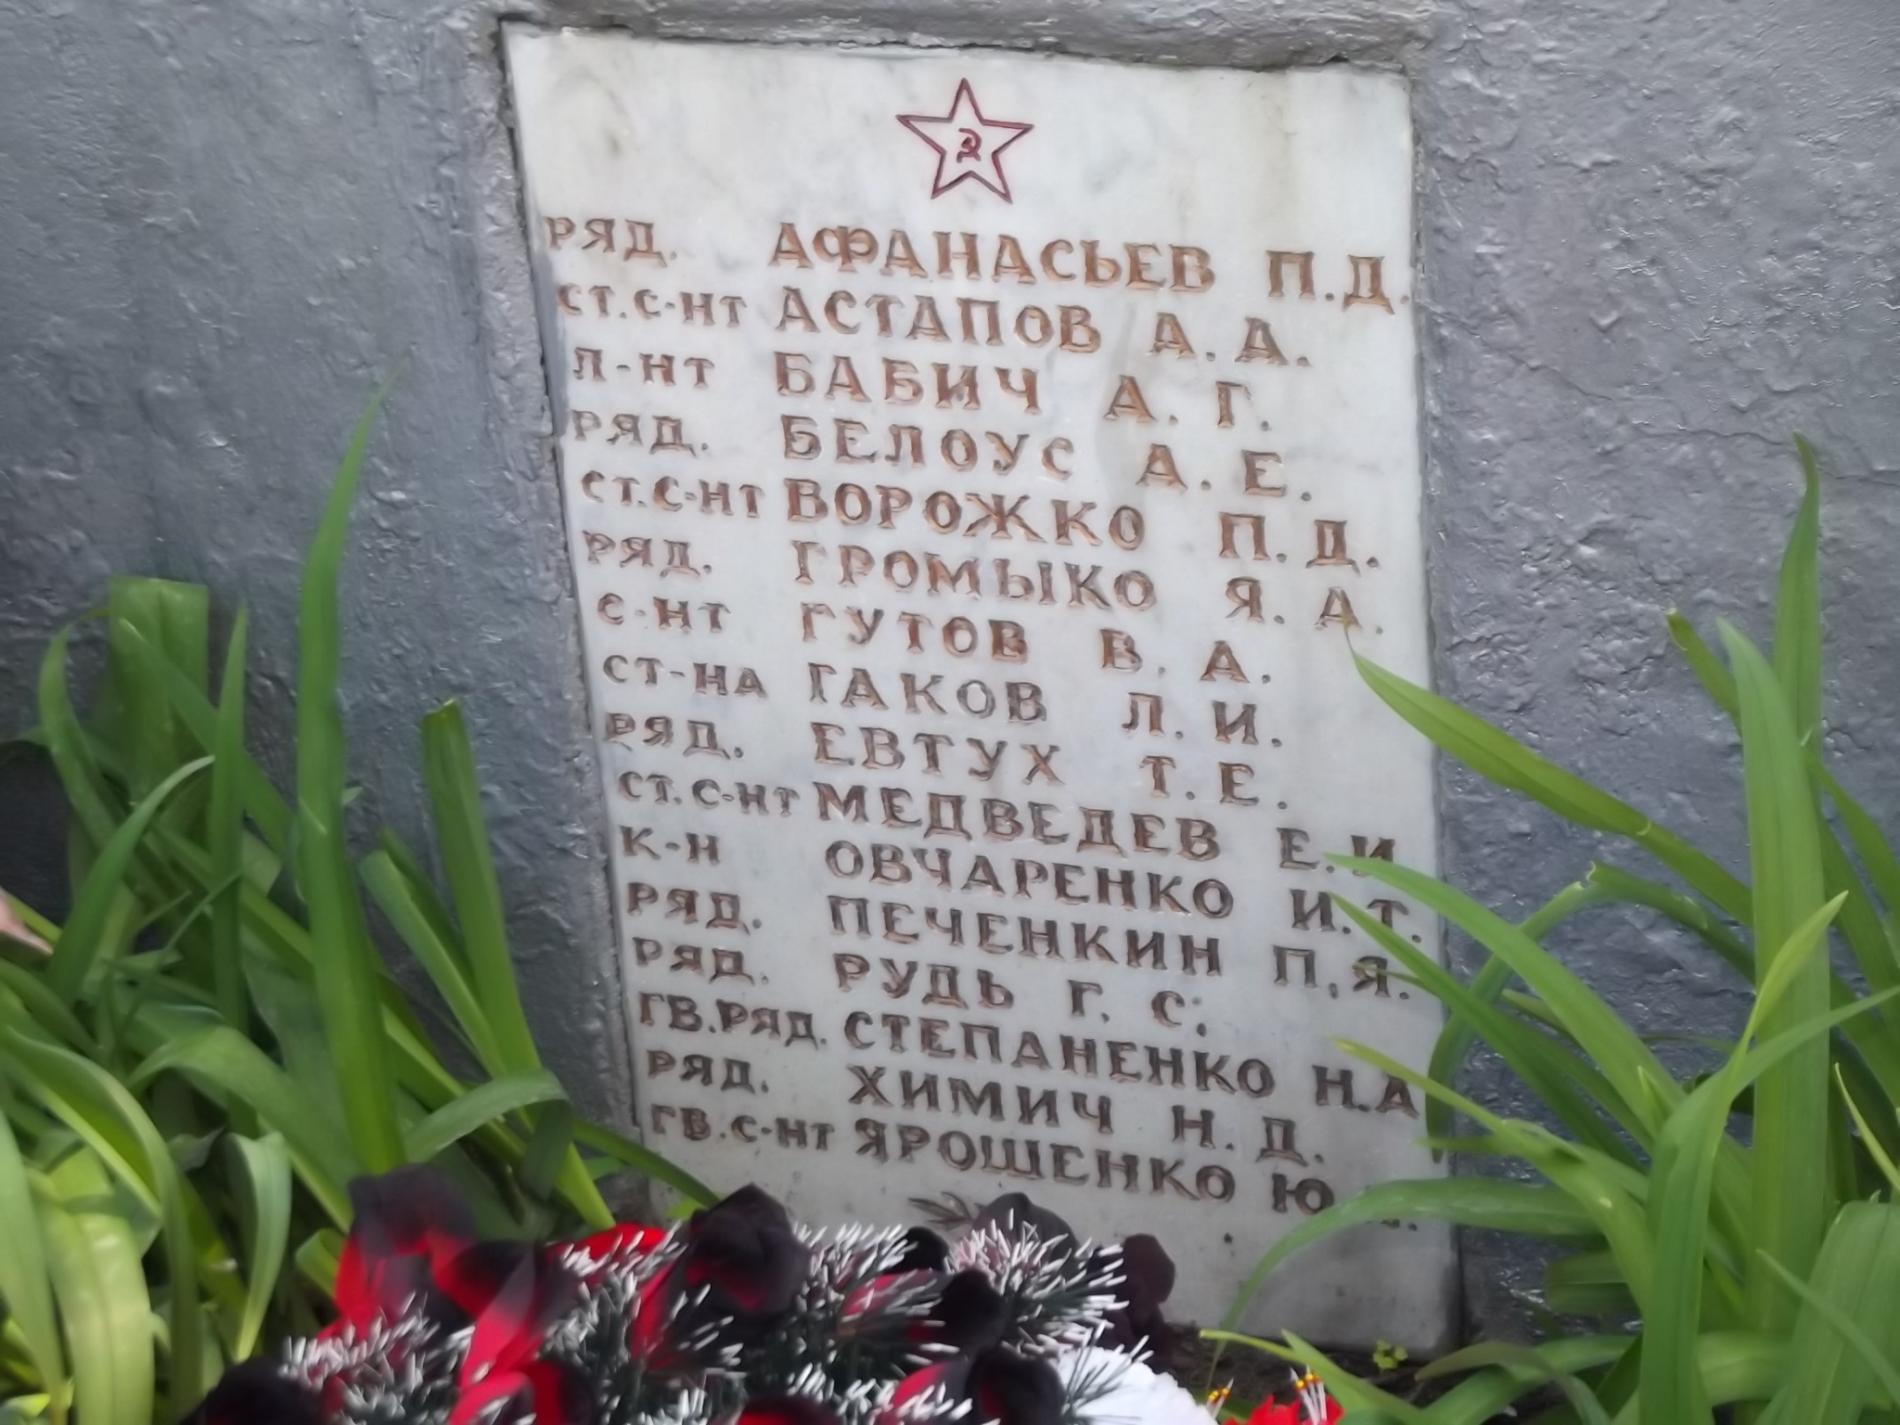 РЯД. АФАНАСЬЕВ П.Д.
СТ.С-НТ АСТАПОВ А.А.
Л-НТ БАБИЧ А.Г.
РЯД. БЕЛОУС А.Е.
СТ.С-НТ ВОРОЖКО П.Д.
РЯД. ГРОМЫКО Я.А.
С-НТ ГУТОВ В.А.
СТ-НА ГАКОВ Л.И.
РЯД. ЕВТУХ Т.Е.
СТ.С-НТ МЕДВЕДЕВ Е.И
К-Н ОВЧАРЕНКО И.Т.
РЯД. ПЕЧЕНКИН П.Я.
РЯД. РУДЬ Г.С.
ГВ.РЯД. СТЕПАНЕНКО Н.А
РЯД. ХИМИЧ Н.Д.
ГВ.С-НТ ЯРОШЕНКО Ю